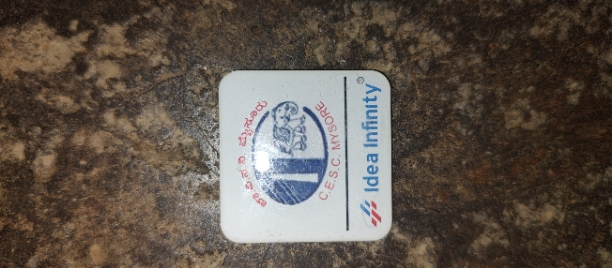 ಚಾ.ವಿ.ಸ.ನಿ. ಮೈಸೂರು
C.E.S.C. MYSORE
Idea Infinity®